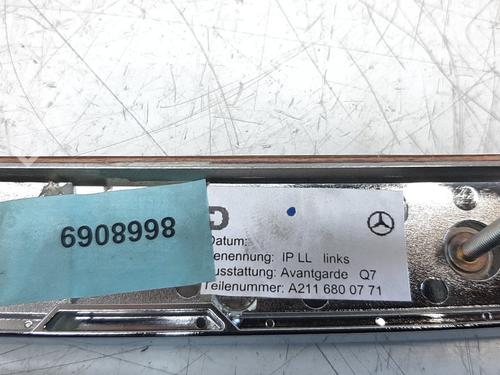 6908998
Datum:
enennung: IP LL links
usstattung: Avantgarde Q7
Teilenummer: A211 680 07 71